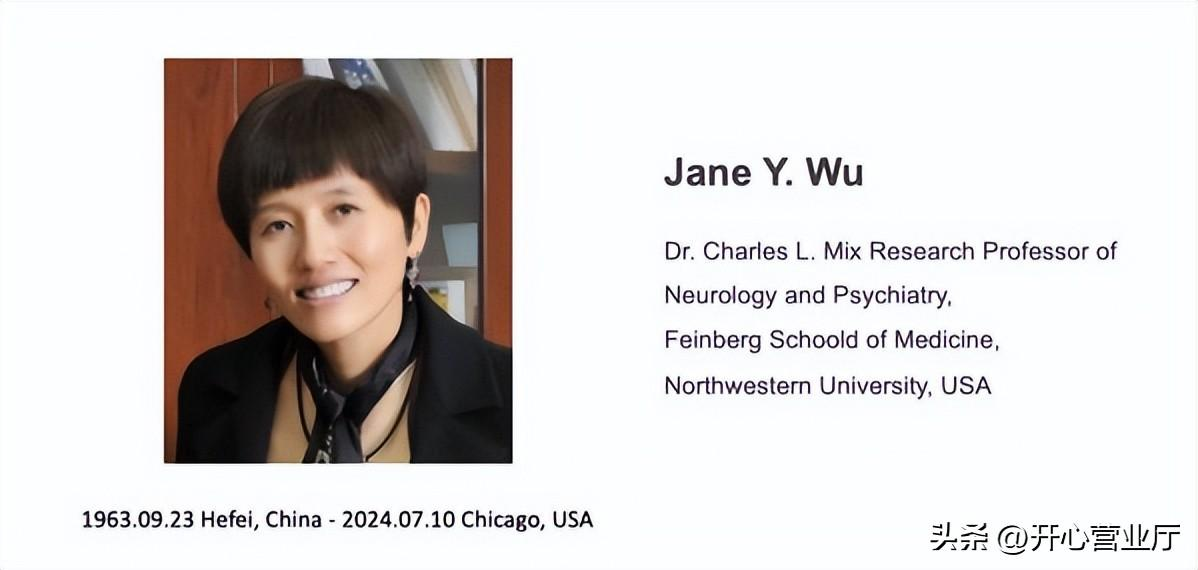 Jane Y. Wu
Dr. Charles L. Mix Research Professor of
Neurology and Psychiatry,
Feinberg Schoold of Medicine,
Northwestern University, USA
1963.09.23 Hefei, China - 2024.07.10 Chicago, USA
头条 @开心营业厅